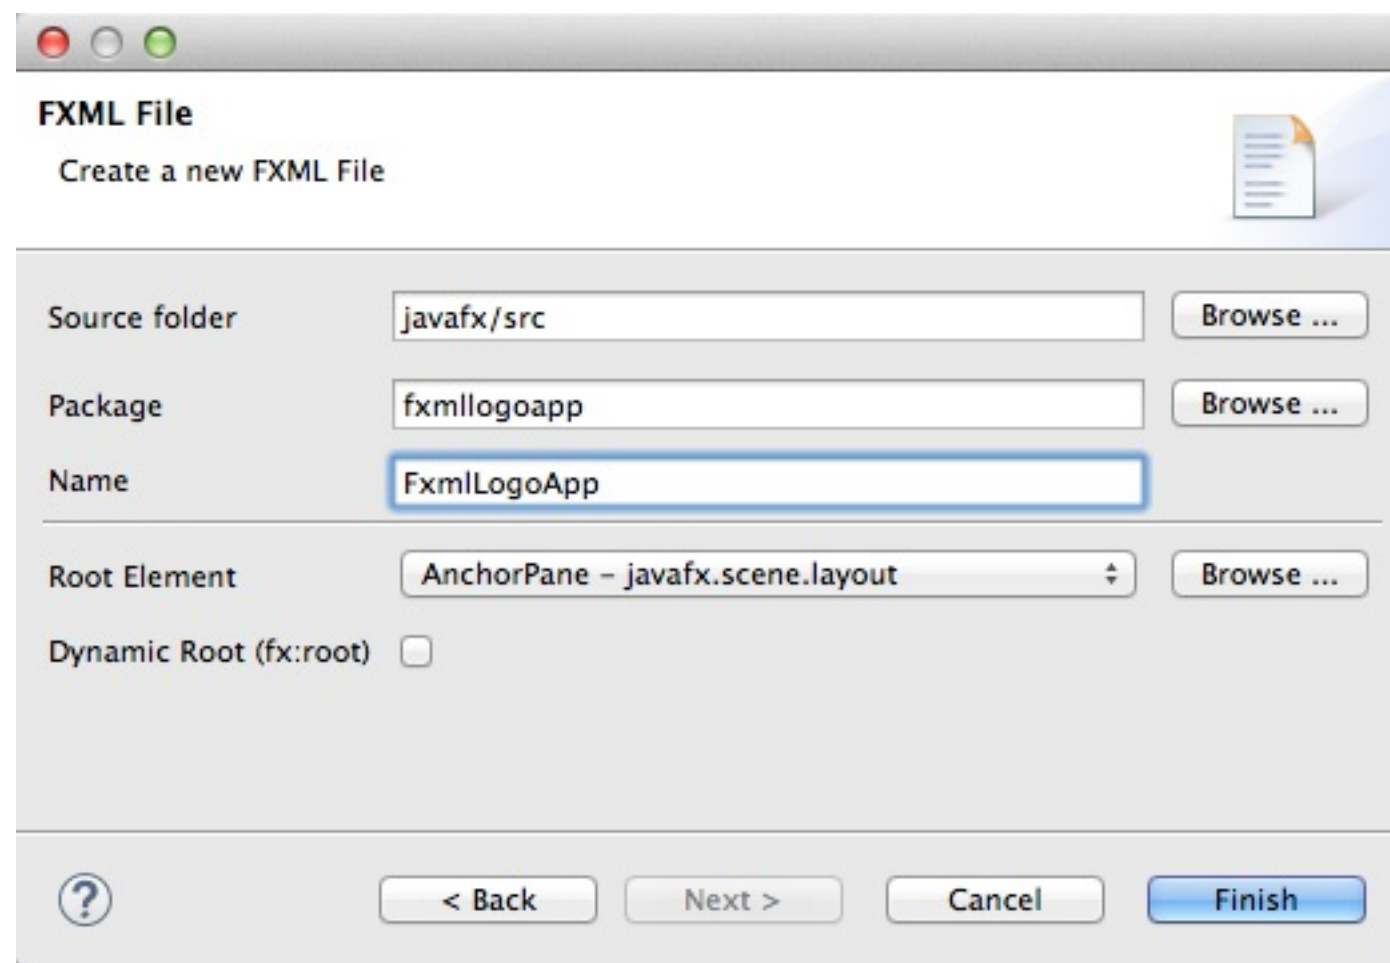 FXML File
Create a new FXML File
Source folder javafx/src Browse ...
Package fxmllogoapp Browse ...
Name FxmlLogoApp
Root Element AnchorPane – javafx.scene.layout Browse ...
Dynamic Root (fx:root)
? < Back Next > Cancel Finish